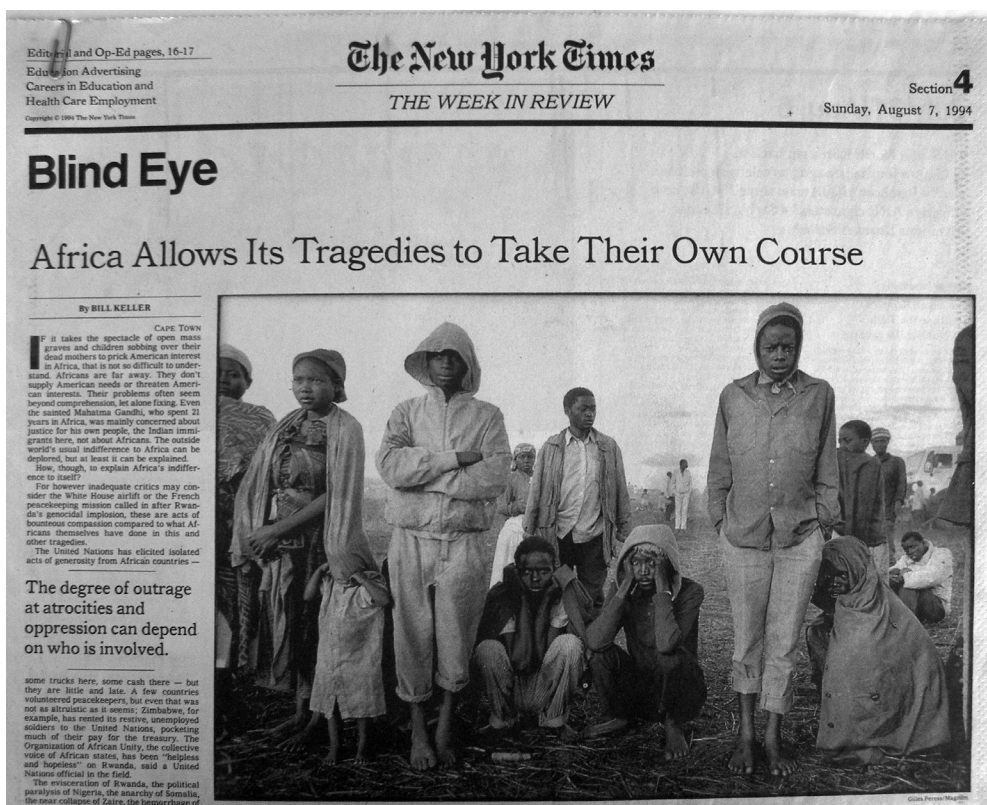 Editorial and Op-Ed pages, 16-17
Education Advertising
Careers in Education and
Health Care Employment
Copyright © 1994 The New York Times
The New York Times
THE WEEK IN REVIEW
Section 4
Sunday, August 7, 1994
Blind Eye
Africa Allows Its Tragedies to Take Their Own Course
By BILL KELLER
CAPE TOWN
IF it takes the spectacle of open mass
graves and children sobbing over their
dead mothers to prick American interest
in Africa, that is not so difficult to under-
stand. Africans are far away. They don't
supply American needs or threaten Ameri-
can interests. Their problems often seem
beyond comprehension, let alone fixing. Even
the sainted Mahatma Gandhi, who spent 21
years in Africa, was mainly concerned about
justice for his own people, the Indian immi-
grants here, not about Africans. The outside
world's usual indifference to Africa can be
deplored, but at least it can be explained.
How, though, to explain Africa's indiffer-
ence to itself?
For however inadequate critics may con-
sider the White House airlift or the French
peacekeeping mission called in after Rwan-
da's genocidal implosion, these are acts of
bounteous compassion compared to what Af-
ricans themselves have done in this and
other tragedies.
The United Nations has elicited isolated
acts of generosity from African countries —
The degree of outrage
at atrocities and
oppression can depend
on who is involved.
some trucks here, some cash there — but
they are little and late. A few countries
volunteered peacekeepers, but even that was
not as altruistic as it seems; Zimbabwe, for
example, has rented its restive, unemployed
soldiers to the United Nations, pocketing
much of their pay for the treasury. The
Organization of African Unity, the collective
voice of African states, has been "helpless
and hopeless" on Rwanda, said a United
Nations official in the field.
The evisceration of Rwanda, the political
paralysis of Nigeria, the anarchy of Somalia,
the near collapse of Zaire, the hemorrhage of
Gilles Peress/Magnum